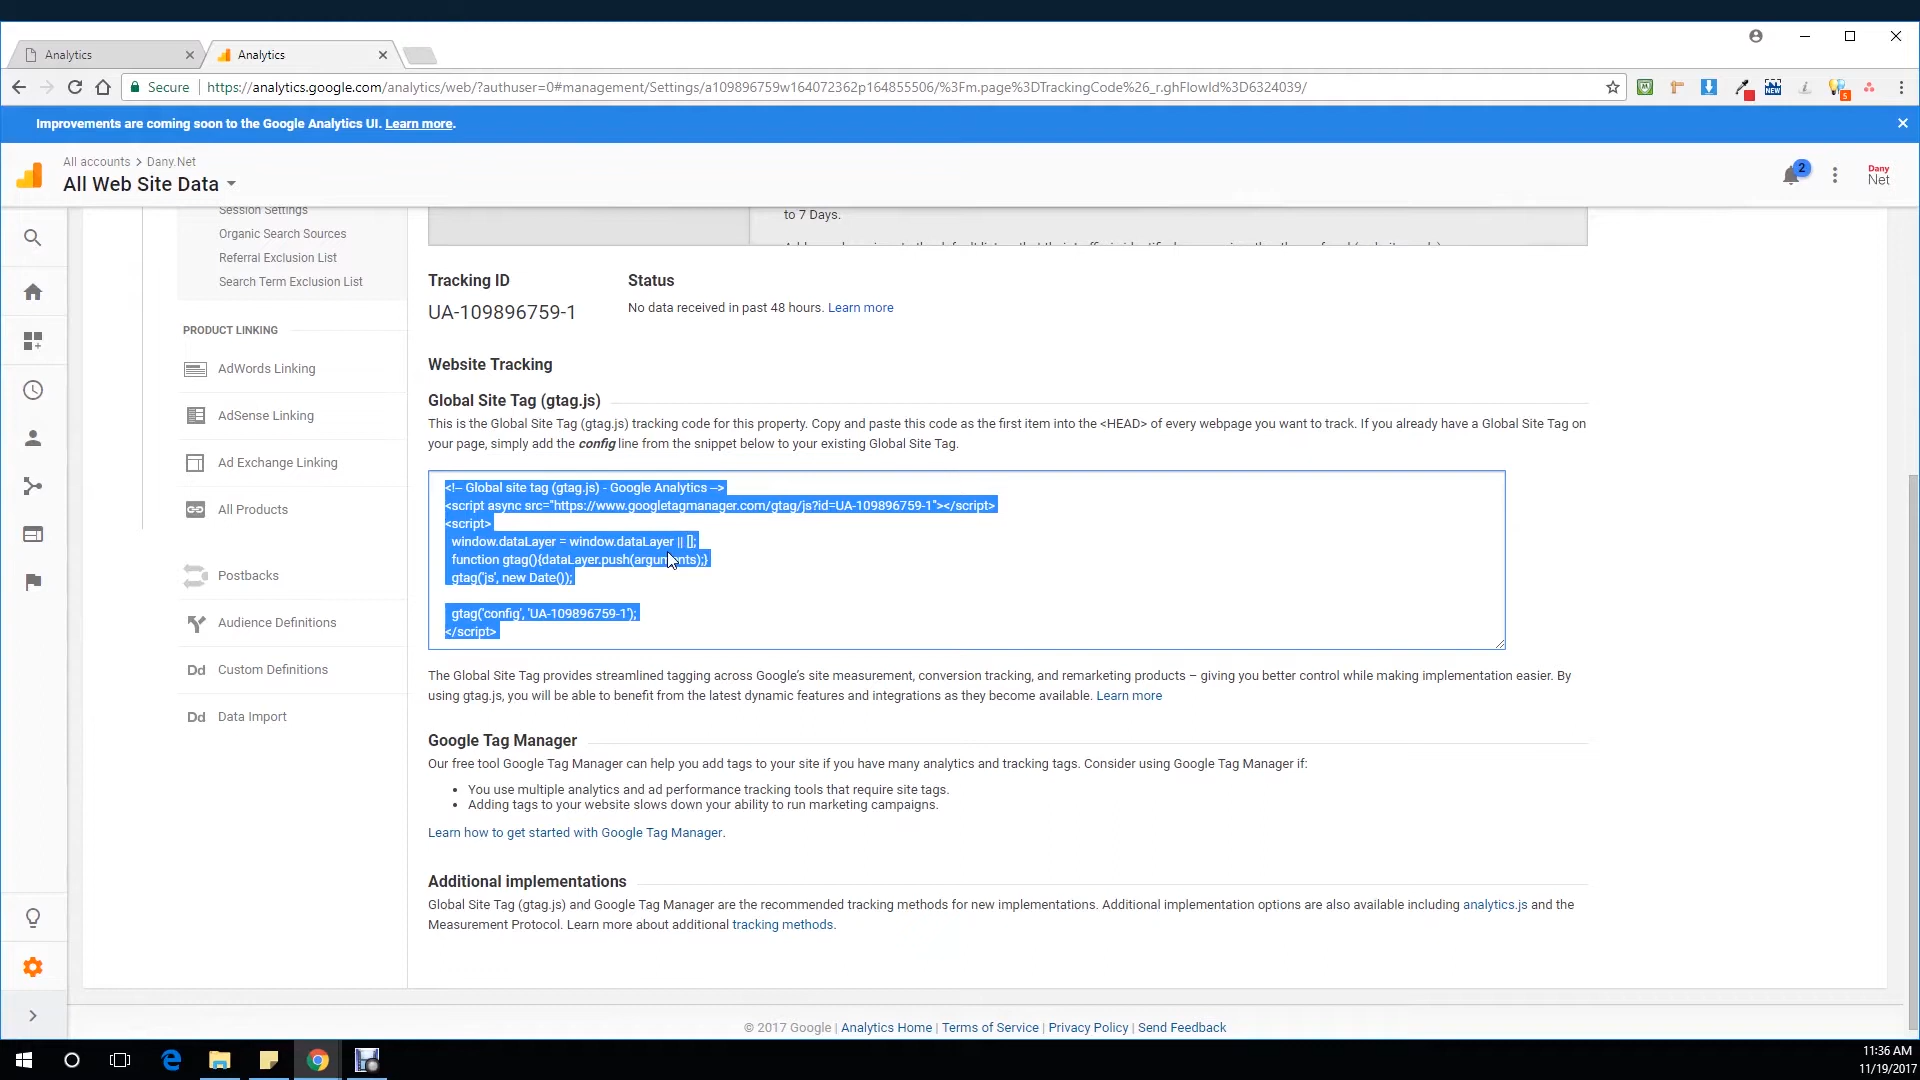 Analytics
Analytics
Secure
https://analytics.google.com/analytics/web/?authuser=0#management/Settings/a109896759w164072362p164855506/%3Fm.page%3DTrackingCode%26_r.ghFlowId%3D6324039/
NEW
5
Improvements are coming soon to the Google Analytics UI. Learn more.
All accounts > Dany.Net
All Web Site Data
2
Dany
Net
Session Settings
Organic Search Sources
Referral Exclusion List
Search Term Exclusion List
PRODUCT LINKING
AdWords Linking
AdSense Linking
Ad Exchange Linking
All Products
Postbacks
Audience Definitions
Dd Custom Definitions
Dd Data Import
to 7 Days.
Tracking ID
UA-109896759-1
Status
No data received in past 48 hours. Learn more
Website Tracking
Global Site Tag (gtag.js)
This is the Global Site Tag (gtag.js) tracking code for this property. Copy and paste this code as the first item into the <HEAD> of every webpage you want to track. If you already have a Global Site Tag on
your page, simply add the config line from the snippet below to your existing Global Site Tag.
<!-- Global site tag (gtag.js) - Google Analytics -->
<script async src="https://www.googletagmanager.com/gtag/js?id=UA-109896759-1"></script>
<script>
window.dataLayer = window.dataLayer || [];
function gtag(){dataLayer.push(arguments);}
gtag('js', new Date());
gtag('config', 'UA-109896759-1');
</script>
The Global Site Tag provides streamlined tagging across Google's site measurement, conversion tracking, and remarketing products – giving you better control while making implementation easier. By
using gtag.js, you will be able to benefit from the latest dynamic features and integrations as they become available. Learn more
Google Tag Manager
Our free tool Google Tag Manager can help you add tags to your site if you have many analytics and tracking tags. Consider using Google Tag Manager if:
• You use multiple analytics and ad performance tracking tools that require site tags.
• Adding tags to your website slows down your ability to run marketing campaigns.
Learn how to get started with Google Tag Manager.
Additional implementations
Global Site Tag (gtag.js) and Google Tag Manager are the recommended tracking methods for new implementations. Additional implementation options are also available including analytics.js and the
Measurement Protocol. Learn more about additional tracking methods.
© 2017 Google | Analytics Home | Terms of Service | Privacy Policy | Send Feedback
11:36 AM
11/19/2017